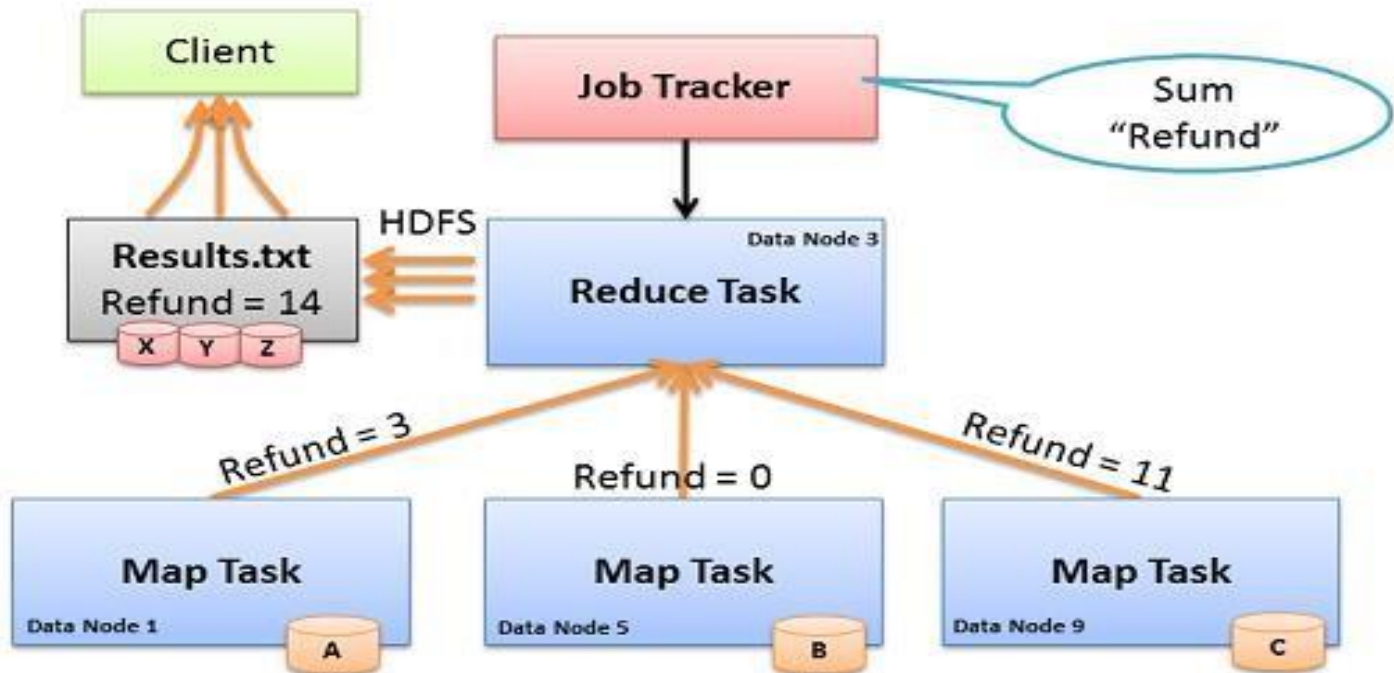 Client
Job Tracker
Sum
“Refund”
HDFS
Results.txt
Refund = 14
X Y Z
Data Node 3
Reduce Task
Refund = 3
Refund = 0
Refund = 11
Map Task
Data Node 1
A
Map Task
Data Node 5
B
Map Task
Data Node 9
C